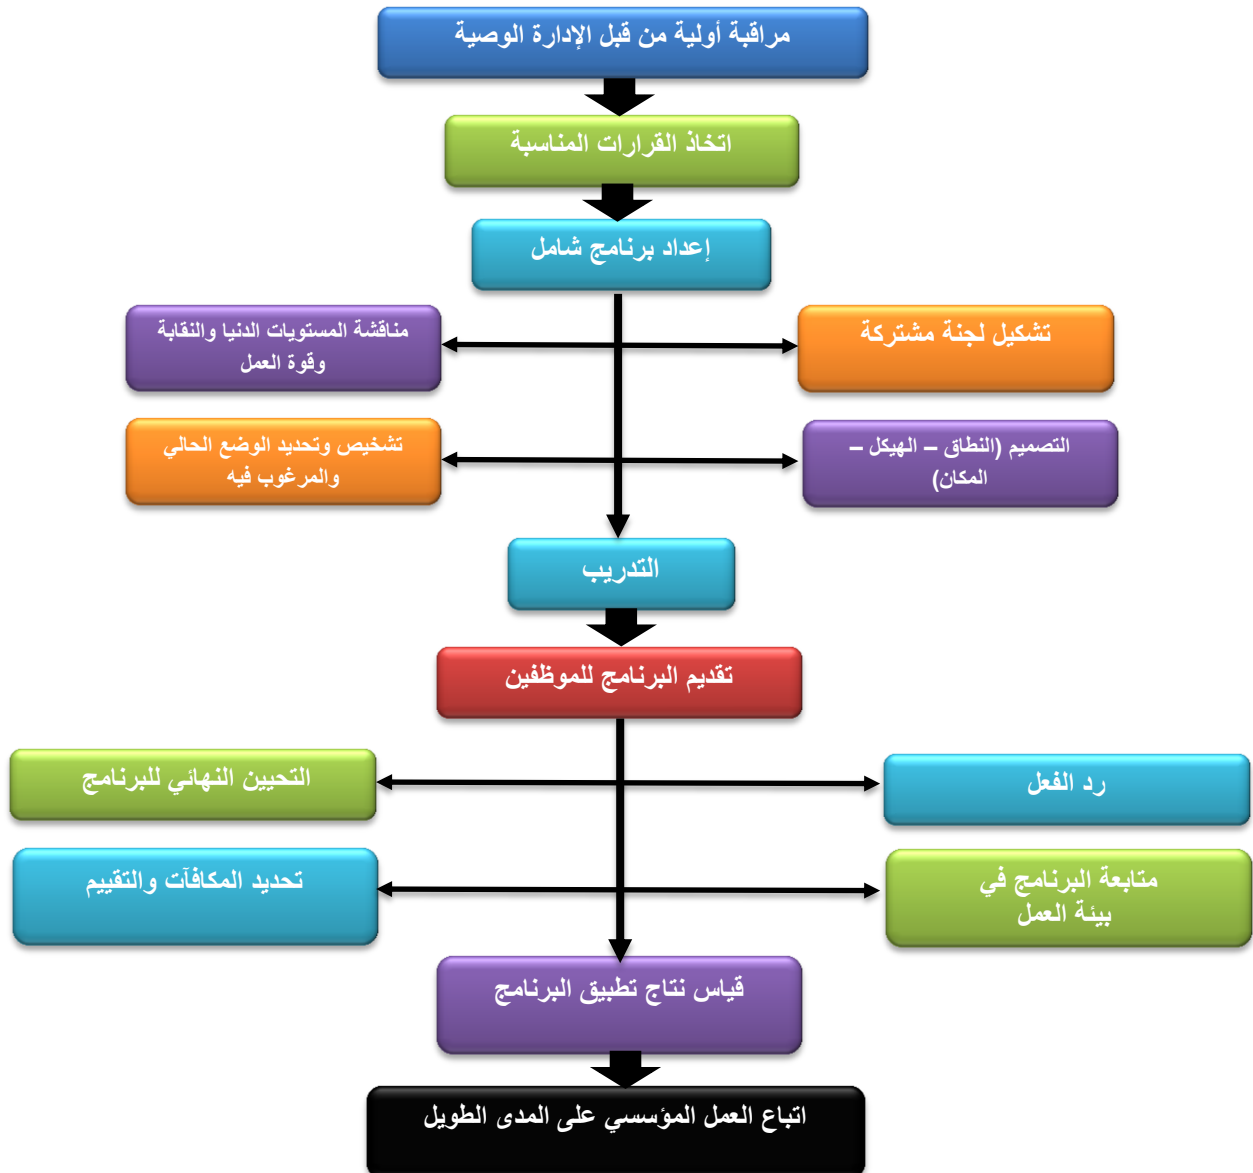 مراقبة أولية من قبل الإدارة الوصية
اتخاذ القرارات المناسبة
إعداد برنامج شامل
تشكيل لجنة مشتركة
مناقشة المستويات الدنيا والنقابة
وقوة العمل
التصميم (النطاق – الهيكل –
المكان)
تشخيص وتحديد الوضع الحالي
والمرغوب فيه
التدريب
تقديم البرنامج للموظفين
رد الفعل
التحيين النهائي للبرنامج
متابعة البرنامج في
بيئة العمل
تحديد المكافآت والتقييم
قياس نتاج تطبيق البرنامج
اتباع العمل المؤسسي على المدى الطويل